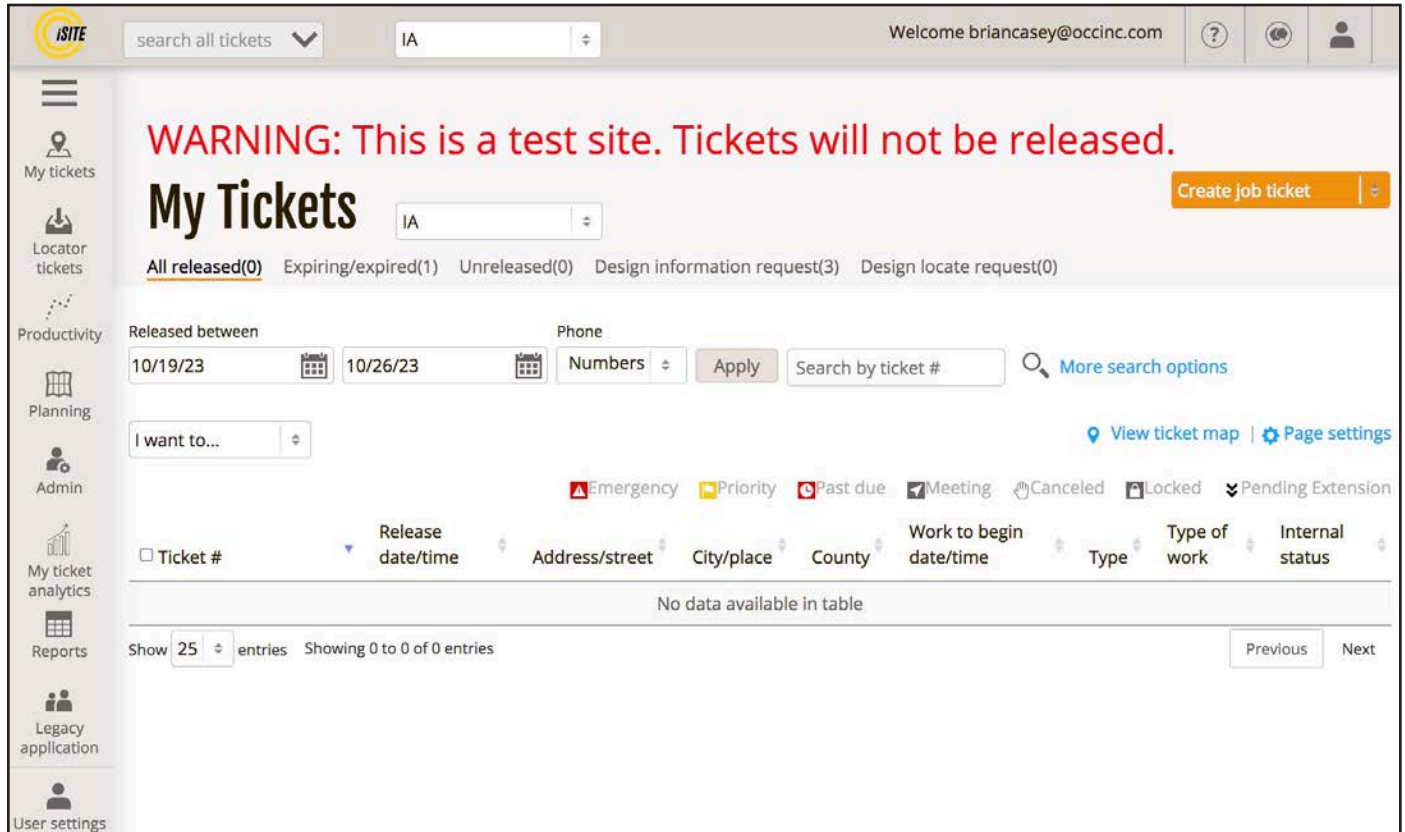 iSITE
search all tickets
IA
Welcome briancasey@occinc.com
?
My tickets
Locator
tickets
Productivity
Planning
Admin
My ticket
analytics
Reports
Legacy
application
User settings
WARNING: This is a test site. Tickets will not be released.
My Tickets
IA
Create job ticket
All released(0) Expiring/expired(1) Unreleased(0) Design information request(3) Design locate request(0)
Released between
Phone
10/19/23 10/26/23 Numbers Apply Search by ticket # More search options
I want to...
View ticket map | Page settings
Emergency Priority Past due Meeting Canceled Locked Pending Extension
Ticket #
Release
date/time
Address/street
City/place
County
Work to begin
date/time
Type
Type of
work
Internal
status
No data available in table
Show 25 entries Showing 0 to 0 of 0 entries
Previous Next